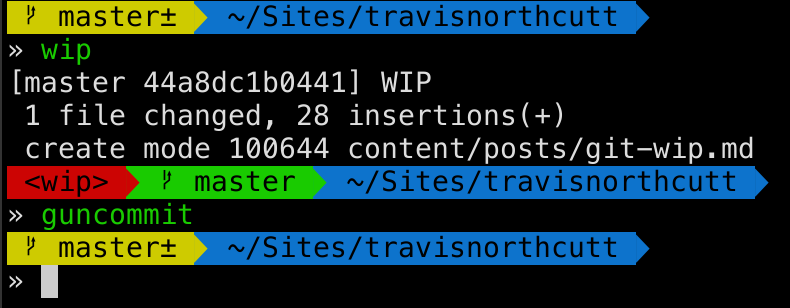 master± ~/Sites/travisnorthcutt
» wip
[master 44a8dc1b0441] WIP
1 file changed, 28 insertions(+)
create mode 100644 content/posts/git-wip.md
<wip> master ~/Sites/travisnorthcutt
» guncommit
master± ~/Sites/travisnorthcutt
»